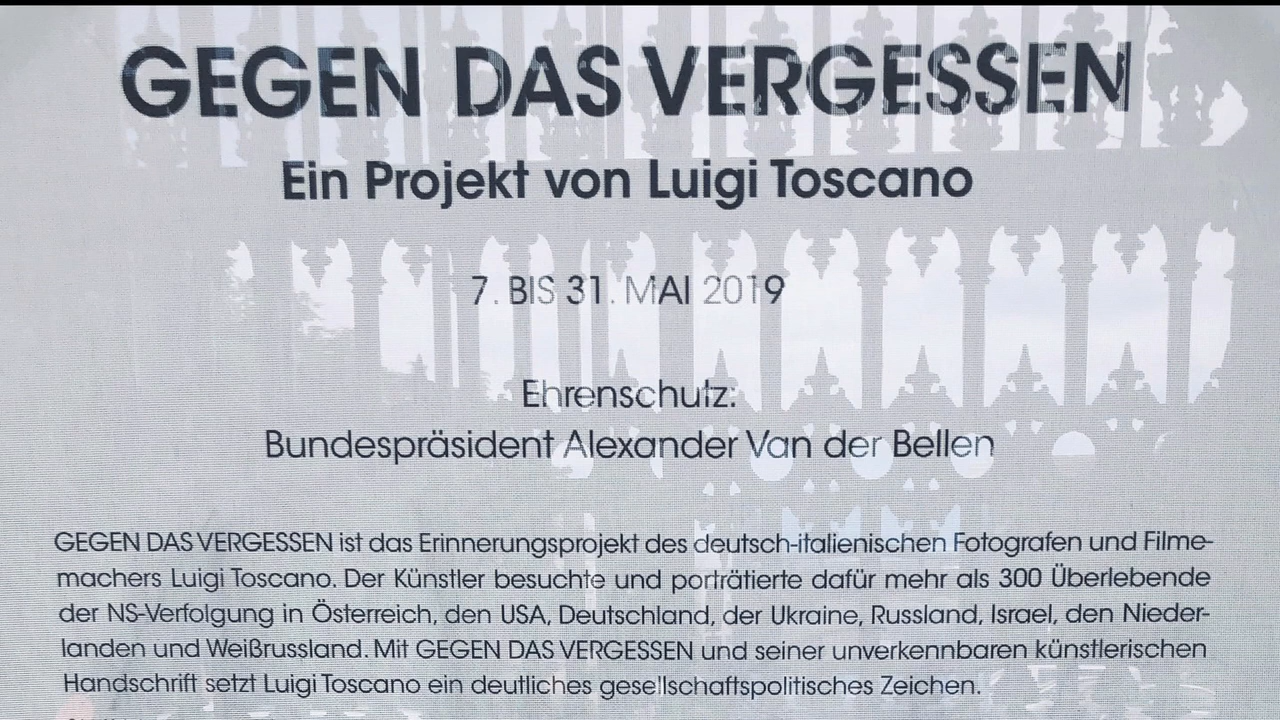 GEGEN DAS VERGESSEN
Ein Projekt von Luigi Toscano
7. BIS 31. MAI 2019
Ehrenschutz:
Bundespräsident Alexander Van der Bellen
GEGEN DAS VERGESSEN ist das Erinnerungsprojekt des deutsch-italienischen Fotografen und Filme-
machers Luigi Toscano. Der Künstler besuchte und porträtierte dafür mehr als 300 Überlebende
der NS-Verfolgung in Österreich, den USA, Deutschland, der Ukraine, Russland, Israel, den Nieder-
landen und Weißrussland. Mit GEGEN DAS VERGESSEN und seiner unverkennbaren künstlerischen
Handschrift setzt Luigi Toscano ein deutliches gesellschaftspolitisches Zeichen.